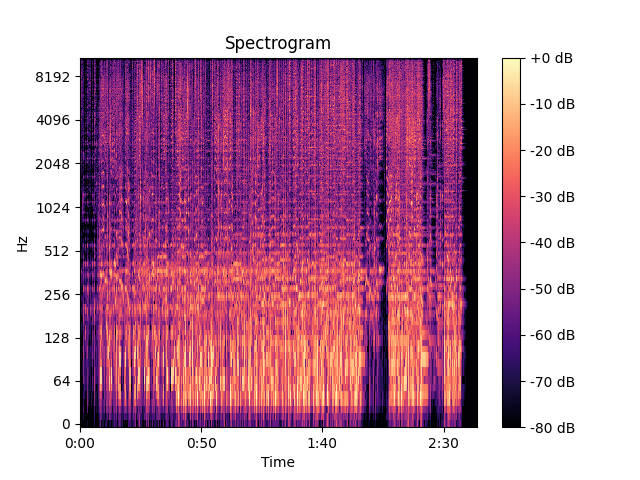 Spectrogram
8192
4096
2048
1024
512
256
128
64
0
Hz
0:00
0:50
1:40
2:30
Time
+0 dB
-10 dB
-20 dB
-30 dB
-40 dB
-50 dB
-60 dB
-70 dB
-80 dB